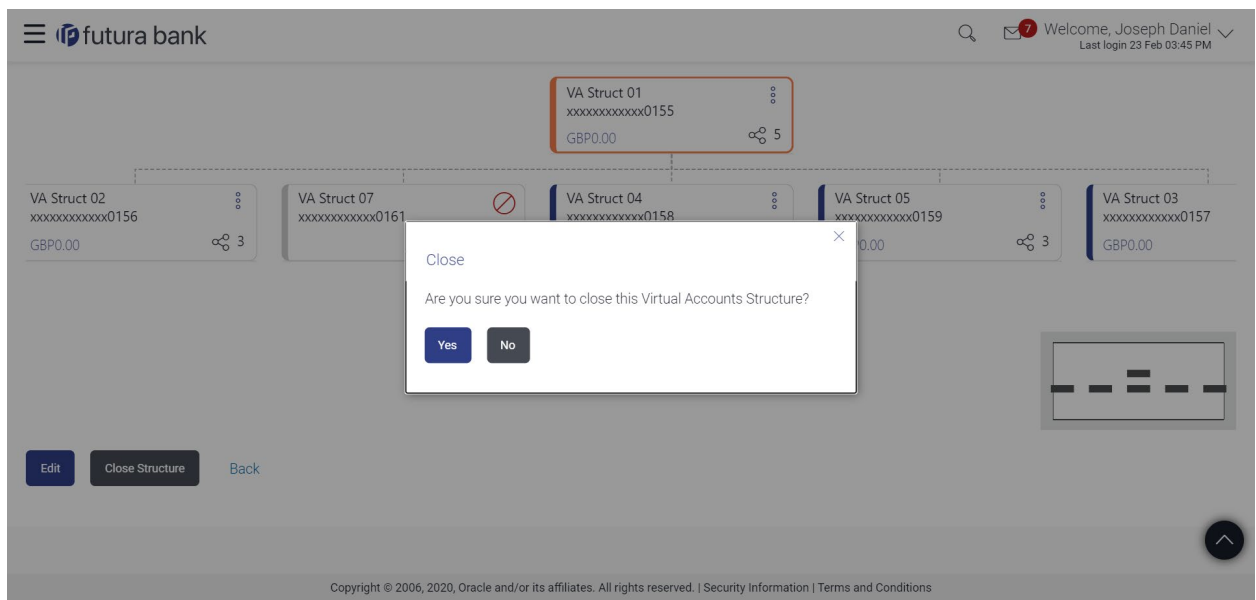 futura bank
7
Welcome, Joseph Daniel
Last login 23 Feb 03:45 PM
VA Struct 01
xxxxxxxxxxxx0155
GBP0.00
5
VA Struct 02
xxxxxxxxxxxx0156
GBP0.00
3
VA Struct 07
xxxxxxxxxxxx0161
VA Struct 04
xxxxxxxxxxxx0158
VA Struct 05
xxxxxxxxxxxx0159
0.00
3
VA Struct 03
xxxxxxxxxxxx0157
GBP0.00
Close
Are you sure you want to close this Virtual Accounts Structure?
Yes
No
Edit
Close Structure
Back
Copyright © 2006, 2020, Oracle and/or its affiliates. All rights reserved. | Security Information | Terms and Conditions